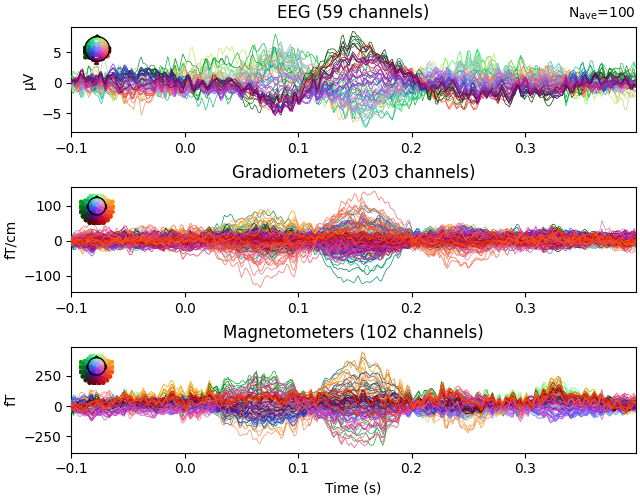 EEG (59 channels)
Nave=100
μV
5
0
−5
−0.1 0.0 0.1 0.2 0.3
Gradiometers (203 channels)
fT/cm
100
0
−100
−0.1 0.0 0.1 0.2 0.3
Magnetometers (102 channels)
fT
250
0
−250
−0.1 0.0 0.1 0.2 0.3
Time (s)